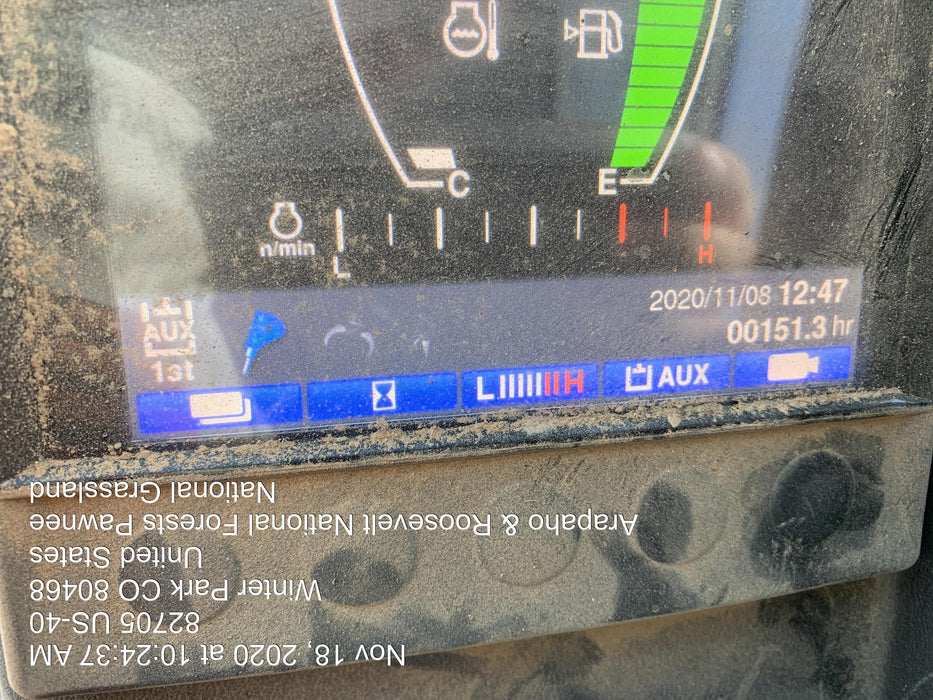 C E
n/min
L H
2020/11/08 12:47
AUX
00151.3 hr
1st
L H AUX
Nov 18, 2020 at 10:24:37 AM
82705 US-40
Winter Park CO 80468
United States
Arapaho & Roosevelt National Forests Pawnee
National Grassland